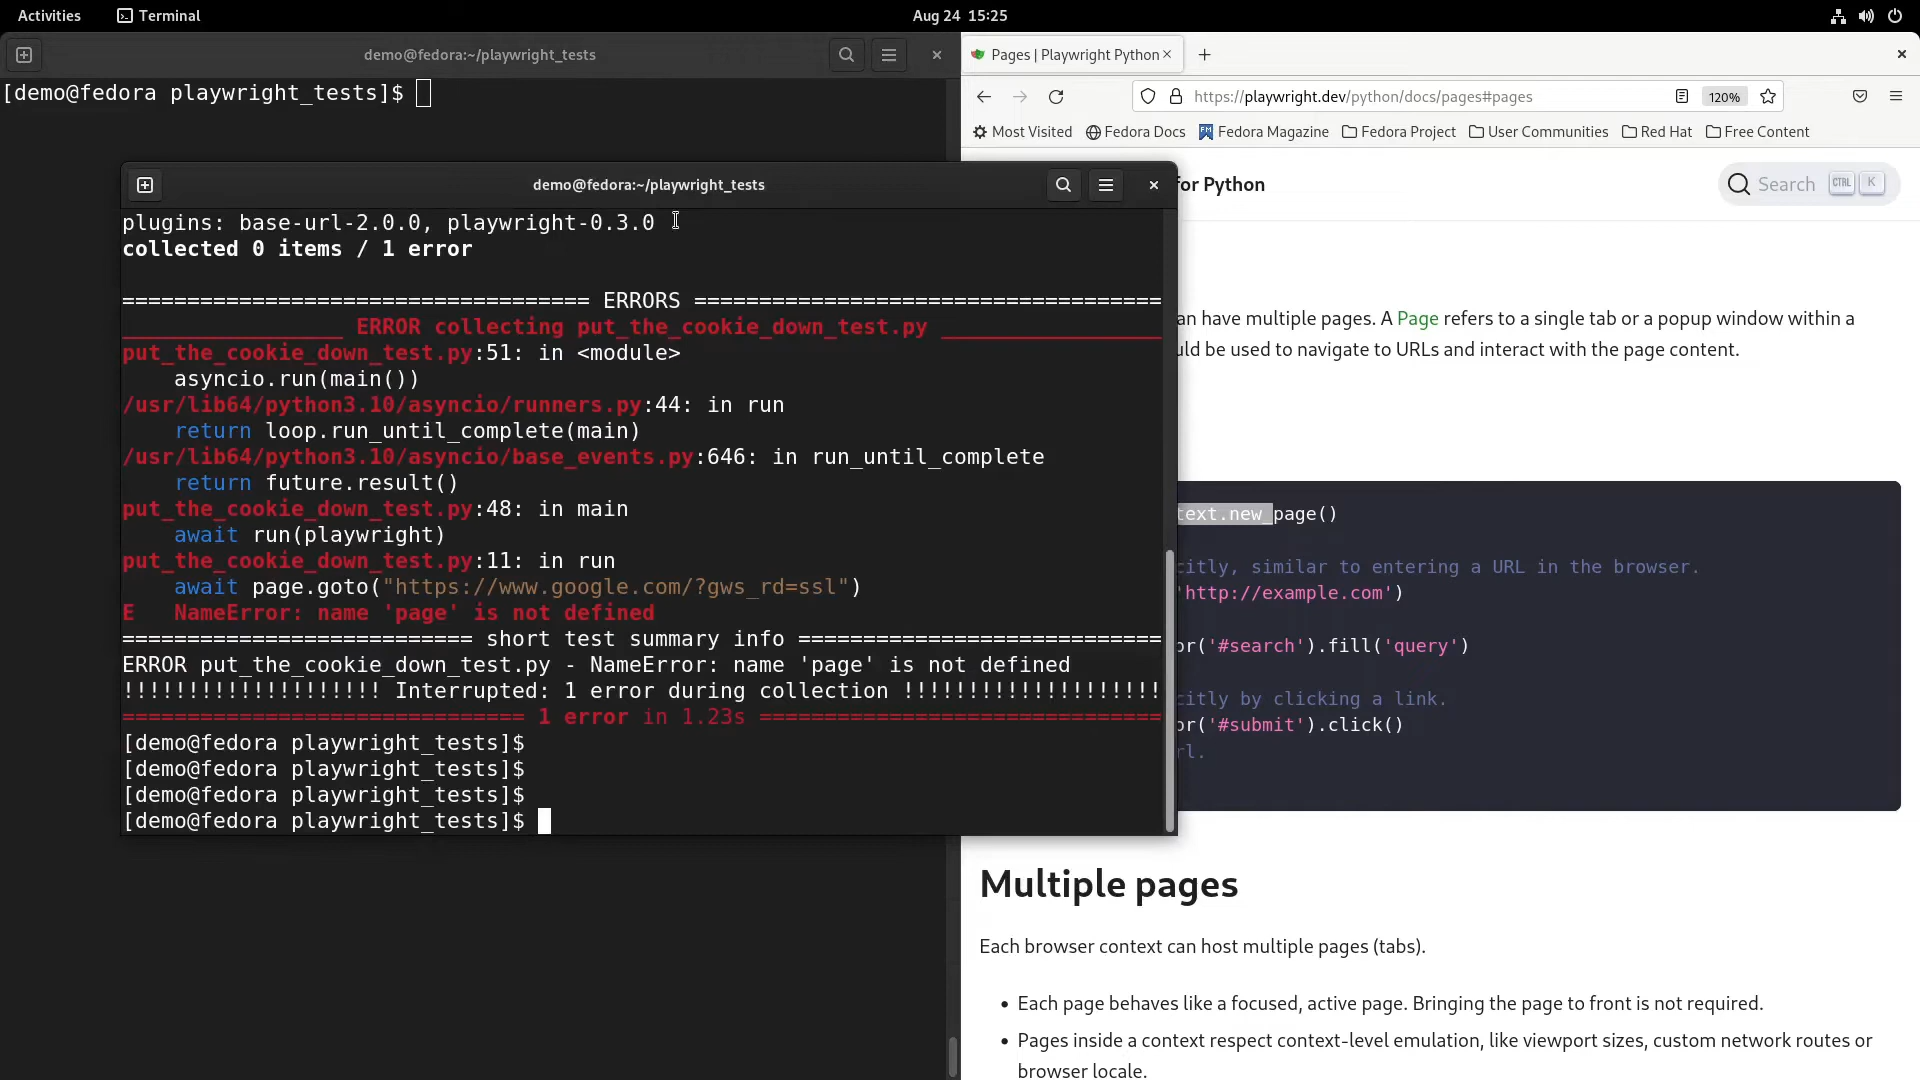 Activities
Terminal
Aug 24 15:25
demo@fedora:~/playwright_tests
[demo@fedora playwright_tests]$
demo@fedora:~/playwright_tests
plugins: base-url-2.0.0, playwright-0.3.0
collected 0 items / 1 error
==================================== ERRORS ====================================
_________________ ERROR collecting put_the_cookie_down_test.py _________________
put_the_cookie_down_test.py:51: in <module>
asyncio.run(main())
/usr/lib64/python3.10/asyncio/runners.py:44: in run
return loop.run_until_complete(main)
/usr/lib64/python3.10/asyncio/base_events.py:646: in run_until_complete
return future.result()
put_the_cookie_down_test.py:48: in main
await run(playwright)
put_the_cookie_down_test.py:11: in run
await page.goto("https://www.google.com/?gws_rd=ssl")
E   NameError: name 'page' is not defined
=========================== short test summary info ============================
ERROR put_the_cookie_down_test.py - NameError: name 'page' is not defined
!!!!!!!!!!!!!!!!!!!! Interrupted: 1 error during collection !!!!!!!!!!!!!!!!!!!!
=============================== 1 error in 1.23s ===============================
[demo@fedora playwright_tests]$
[demo@fedora playwright_tests]$
[demo@fedora playwright_tests]$
[demo@fedora playwright_tests]$
Pages | Playwright Python
https://playwright.dev/python/docs/pages#pages
120%
Most Visited
Fedora Docs
Fedora Magazine
Fedora Project
User Communities
Red Hat
Free Content
for Python
Search
CTRL K
an have multiple pages. A Page refers to a single tab or a popup window within a
uld be used to navigate to URLs and interact with the page content.
text.new_page()
citly, similar to entering a URL in the browser.
'http://example.com')
or('#search').fill('query')
citly by clicking a link.
or('#submit').click()
rl.
Multiple pages
Each browser context can host multiple pages (tabs).
• Each page behaves like a focused, active page. Bringing the page to front is not required.
• Pages inside a context respect context-level emulation, like viewport sizes, custom network routes or
browser locale.